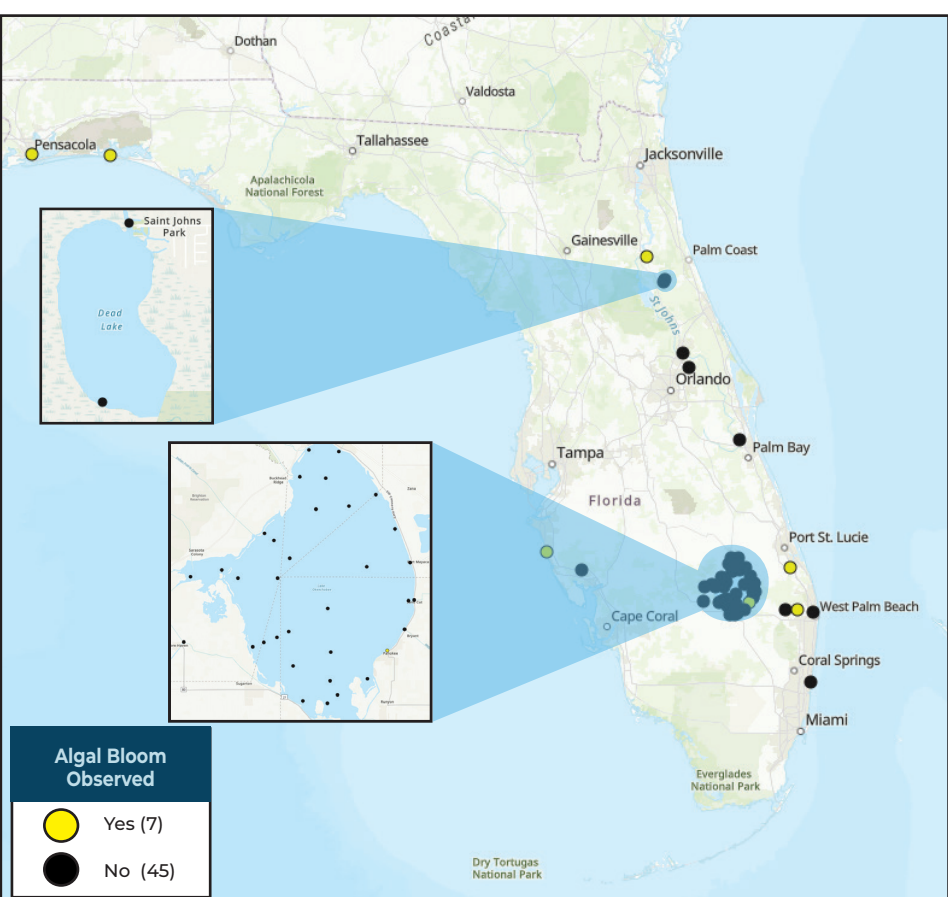 Coasta
Dothan
Valdosta
Pensacola
Tallahassee
Jacksonville
Apalachicola
National Forest
Saint Johns
Park
Gainesville
Palm Coast
Dead
Lake
St Johns
Orlando
Tampa
Palm Bay
Florida
Port St. Lucie
Cape Coral
West Palm Beach
Coral Springs
Miami
Algal Bloom
Observed
Yes (7)
No (45)
Everglades
National Park
Dry Tortugas
National Park